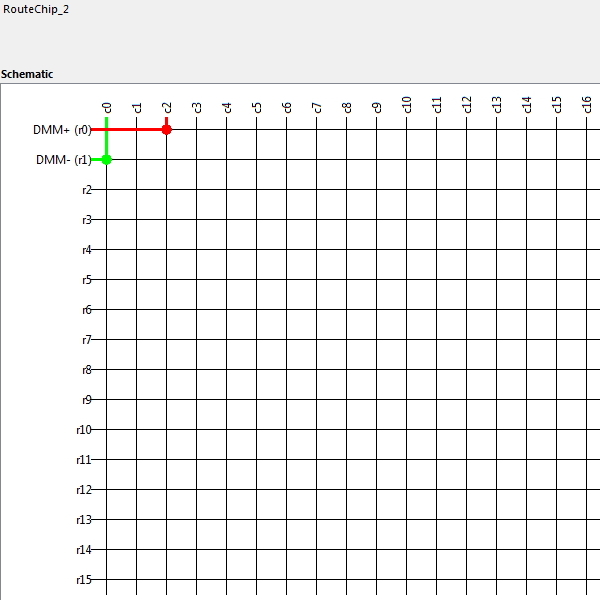 RouteChip_2
Schematic
c0 c1 c2 c3 c4 c5 c6 c7 c8 c9 c10 c11 c12 c13 c14 c15 c16
DMM+ (r0)
DMM- (r1)
r2
r3
r4
r5
r6
r7
r8
r9
r10
r11
r12
r13
r14
r15